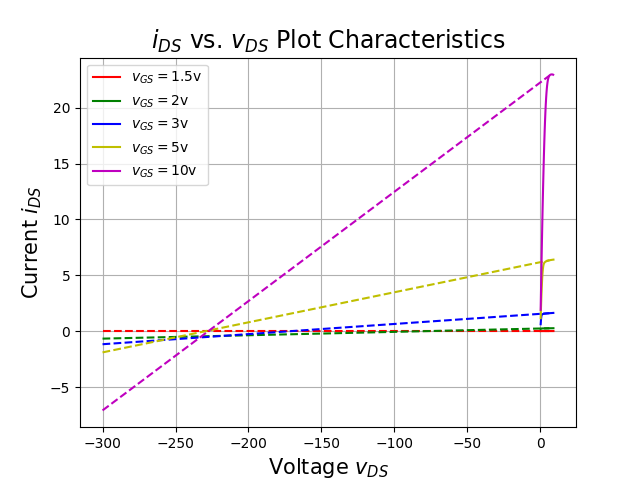 i_DS vs. v_DS Plot Characteristics
v_GS = 1.5v
v_GS = 2v
v_GS = 3v
v_GS = 5v
v_GS = 10v
Current i_DS
20
15
10
5
0
−5
−300
−250
−200
−150
−100
−50
0
Voltage v_DS